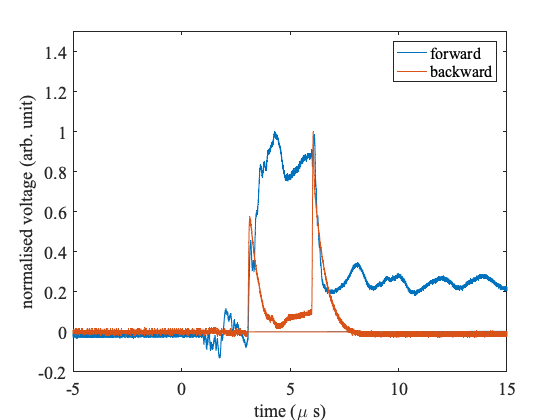 1.4
1.2
1
0.8
0.6
0.4
0.2
0
-0.2
normalised voltage (arb. unit)
forward
backward
-5 0 5 10 15
time (μ s)